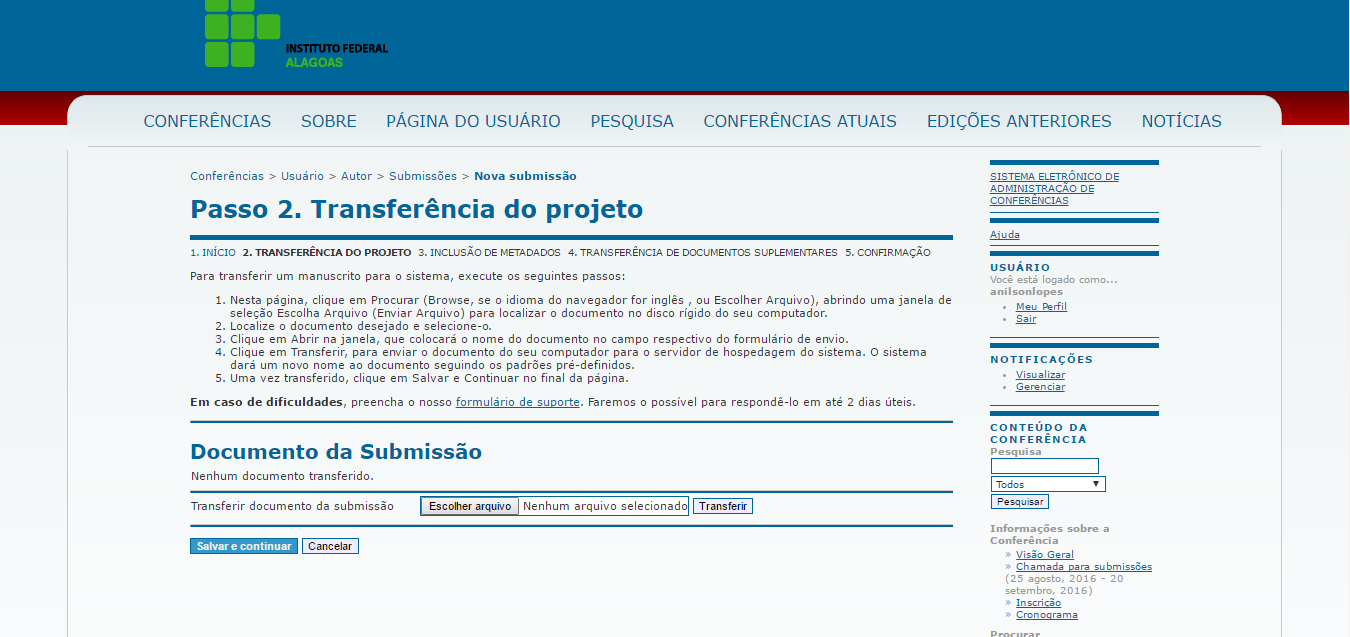 INSTITUTO FEDERAL
ALAGOAS
CONFERÊNCIAS SOBRE PÁGINA DO USUÁRIO PESQUISA CONFERÊNCIAS ATUAIS EDIÇÕES ANTERIORES NOTÍCIAS
Conferências > Usuário > Autor > Submissões > Nova submissão
Passo 2. Transferência do projeto
1. INÍCIO 2. TRANSFERÊNCIA DO PROJETO 3. INCLUSÃO DE METADADOS 4. TRANSFERÊNCIA DE DOCUMENTOS SUPLEMENTARES 5. CONFIRMAÇÃO
Para transferir um manuscrito para o sistema, execute os seguintes passos:
1. Nesta página, clique em Procurar (Browse, se o idioma do navegador for inglês , ou Escolher Arquivo), abrindo uma janela de
seleção Escolha Arquivo (Enviar Arquivo) para localizar o documento no disco rígido do seu computador.
2. Localize o documento desejado e selecione-o.
3. Clique em Abrir na janela, que colocará o nome do documento no campo respectivo do formulário de envio.
4. Clique em Transferir, para enviar o documento do seu computador para o servidor de hospedagem do sistema. O sistema
dará um novo nome ao documento seguindo os padrões pré-definidos.
5. Uma vez transferido, clique em Salvar e Continuar no final da página.
Em caso de dificuldades, preencha o nosso formulário de suporte. Faremos o possível para respondê-lo em até 2 dias úteis.
Documento da Submissão
Nenhum documento transferido.
Transferir documento da submissão Escolher arquivo Nenhum arquivo selecionado Transferir
Salvar e continuar Cancelar
SISTEMA ELETRÔNICO DE
ADMINISTRAÇÃO DE
CONFERÊNCIAS
Ajuda
USUÁRIO
Você está logado como...
anilsonlopes
• Meu Perfil
• Sair
NOTIFICAÇÕES
• Visualizar
• Gerenciar
CONTEÚDO DA
CONFERÊNCIA
Pesquisa
Todos
Pesquisar
Informações sobre a
Conferência
» Visão Geral
» Chamada para submissões
(25 agosto, 2016 - 20
setembro, 2016)
» Inscrição
» Cronograma
Procurar